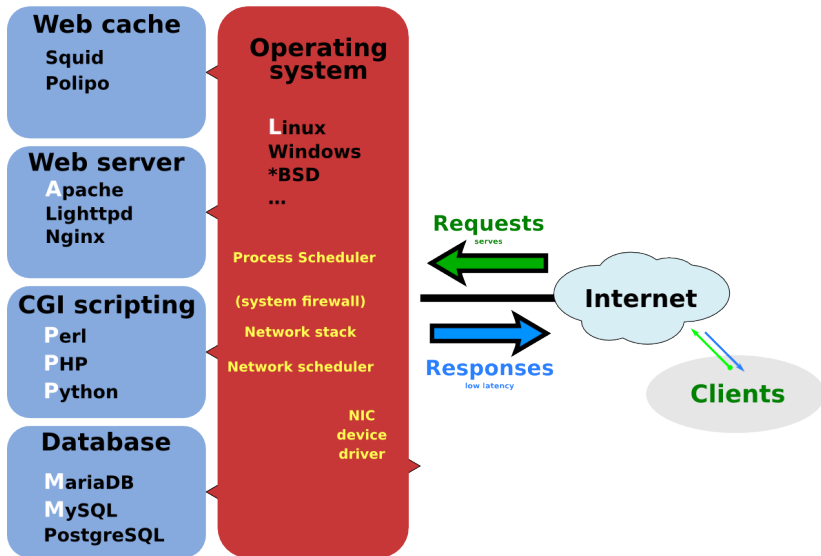 Web cache
Squid
Polipo
Web server
Apache
Lighttpd
Nginx
CGI scripting
Perl
PHP
Python
Database
MariaDB
MySQL
PostgreSQL
Operating
system
Linux
Windows
*BSD
...
Process Scheduler
(system firewall)
Network stack
Network scheduler
NIC
device
driver
Requests
serves
Responses
low latency
Internet
Clients